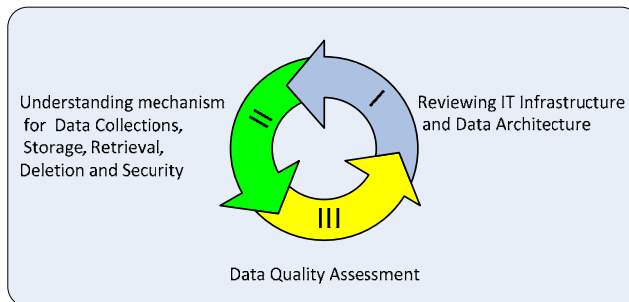 Understanding mechanism
for Data Collections,
Storage, Retrieval,
Deletion and Security
II
I
Reviewing IT Infrastructure
and Data Architecture
III
Data Quality Assessment